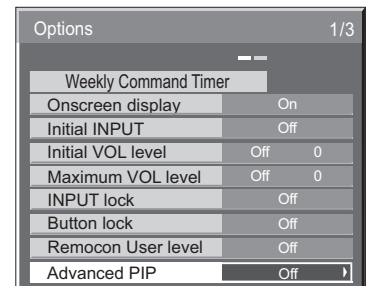 Options 1/3
Weekly Command Timer
Onscreen display On
Initial INPUT Off
Initial VOL level Off 0
Maximum VOL level Off 0
INPUT lock Off
Button lock Off
Remocon User level Off
Advanced PIP Off